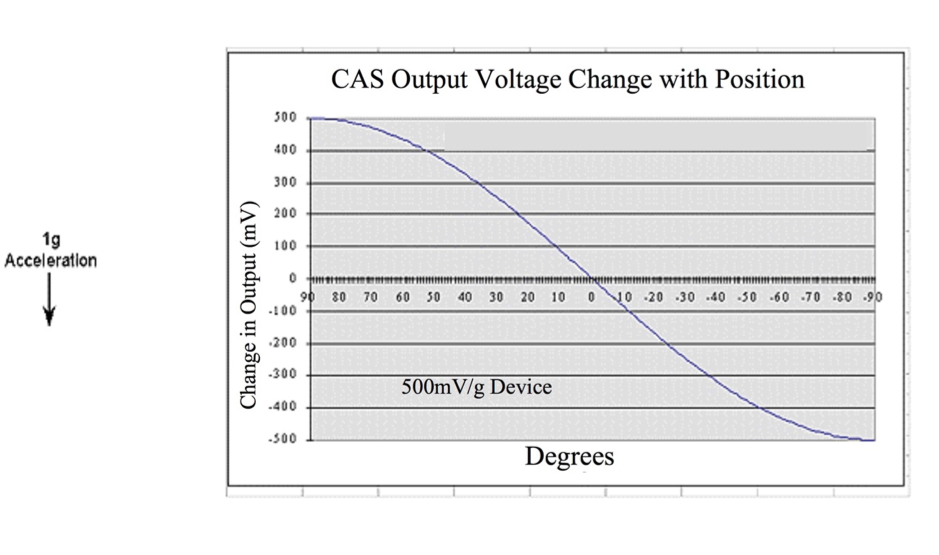 CAS Output Voltage Change with Position
500
400
300
200
100
0
-100
-200
-300
-400
-500
Change in Output (mV)
90 80 70 60 50 40 30 20 10 0 -10 -20 -30 -40 -50 -60 -70 -80 -90
500mV/g Device
Degrees
1g
Acceleration